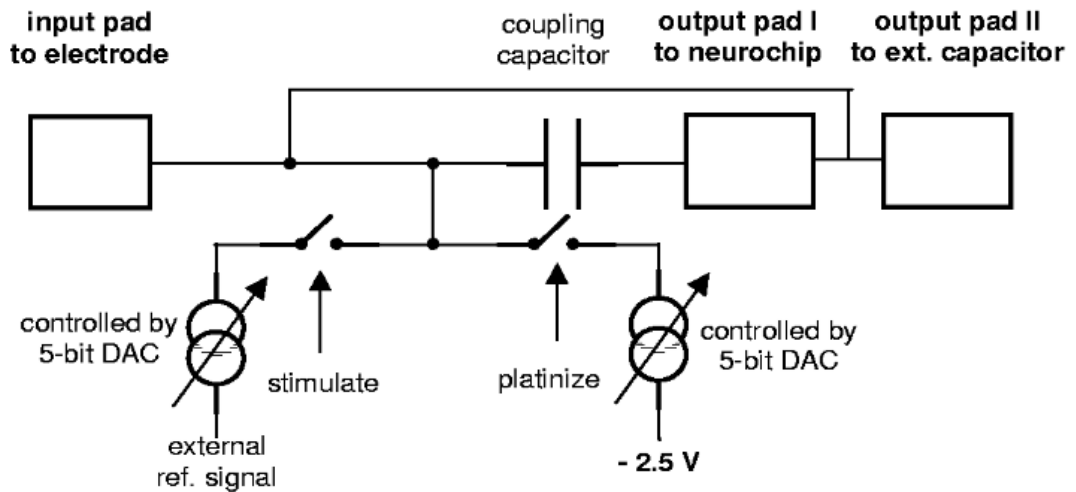 input pad
to electrode
coupling
capacitor
output pad I
to neurochip
output pad II
to ext. capacitor
controlled by
5-bit DAC
stimulate
platinize
controlled by
5-bit DAC
external
ref. signal
- 2.5 V